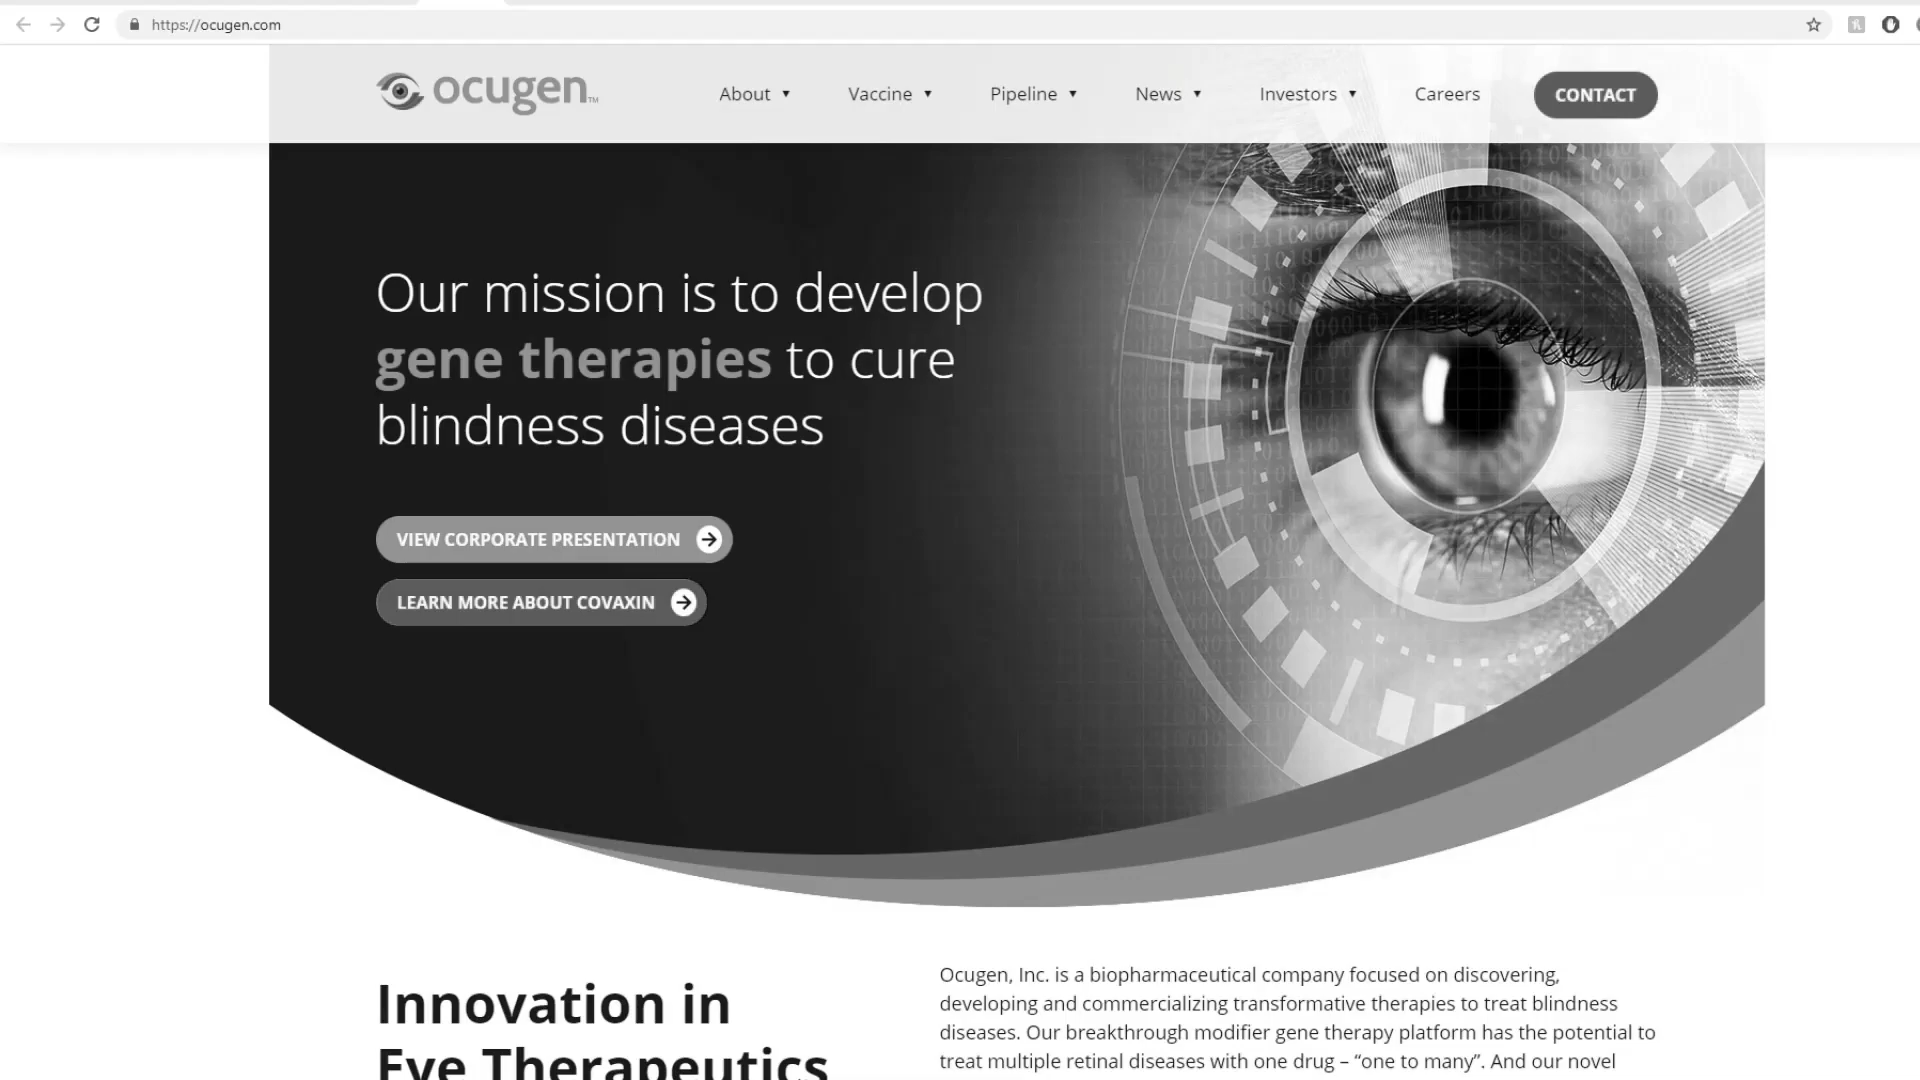 https://ocugen.com
ocugen™
About
Vaccine
Pipeline
News
Investors
Careers
CONTACT
Our mission is to develop
gene therapies to cure
blindness diseases
VIEW CORPORATE PRESENTATION
LEARN MORE ABOUT COVAXIN
Innovation in
Eye Therapeutics
Ocugen, Inc. is a biopharmaceutical company focused on discovering,
developing and commercializing transformative therapies to treat blindness
diseases. Our breakthrough modifier gene therapy platform has the potential to
treat multiple retinal diseases with one drug – “one to many”. And our novel